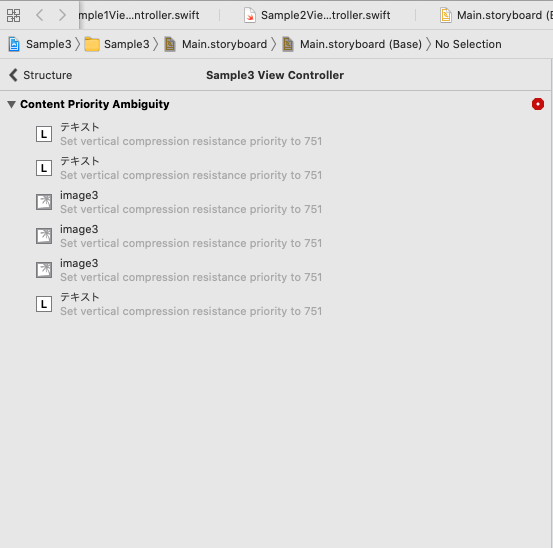 mple1Vie...ntroller.swift
Sample2Vie...troller.swift
Main.storyboard (B
Sample3 Sample3 Main.storyboard Main.storyboard (Base) No Selection
Structure
Sample3 View Controller
Content Priority Ambiguity
L テキスト
Set vertical compression resistance priority to 751
L テキスト
Set vertical compression resistance priority to 751
image3
Set vertical compression resistance priority to 751
image3
Set vertical compression resistance priority to 751
image3
Set vertical compression resistance priority to 751
L テキスト
Set vertical compression resistance priority to 751